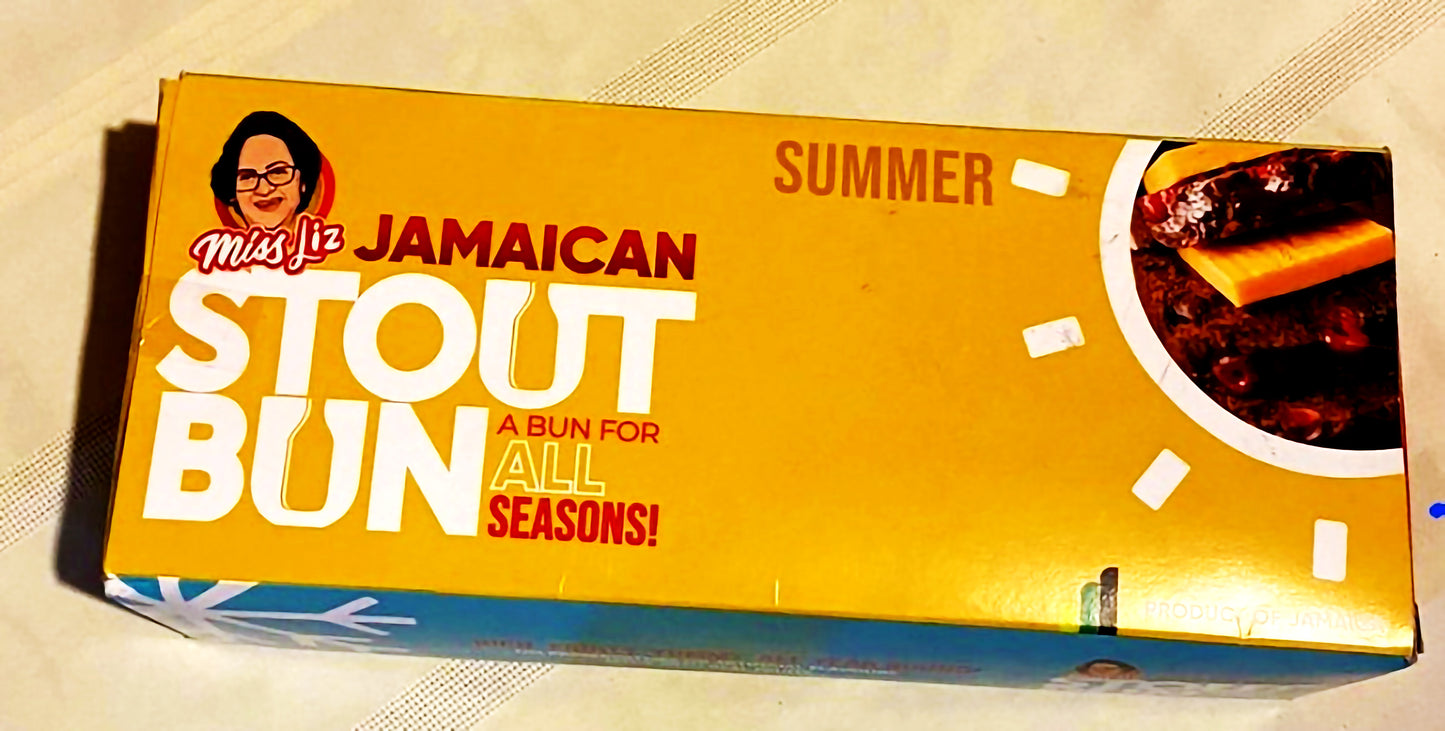 SUMMER
Miss Liz
JAMAICAN
STOUT
BUN
A BUN FOR
ALL
SEASONS!
PRODUCT OF JAMAICA